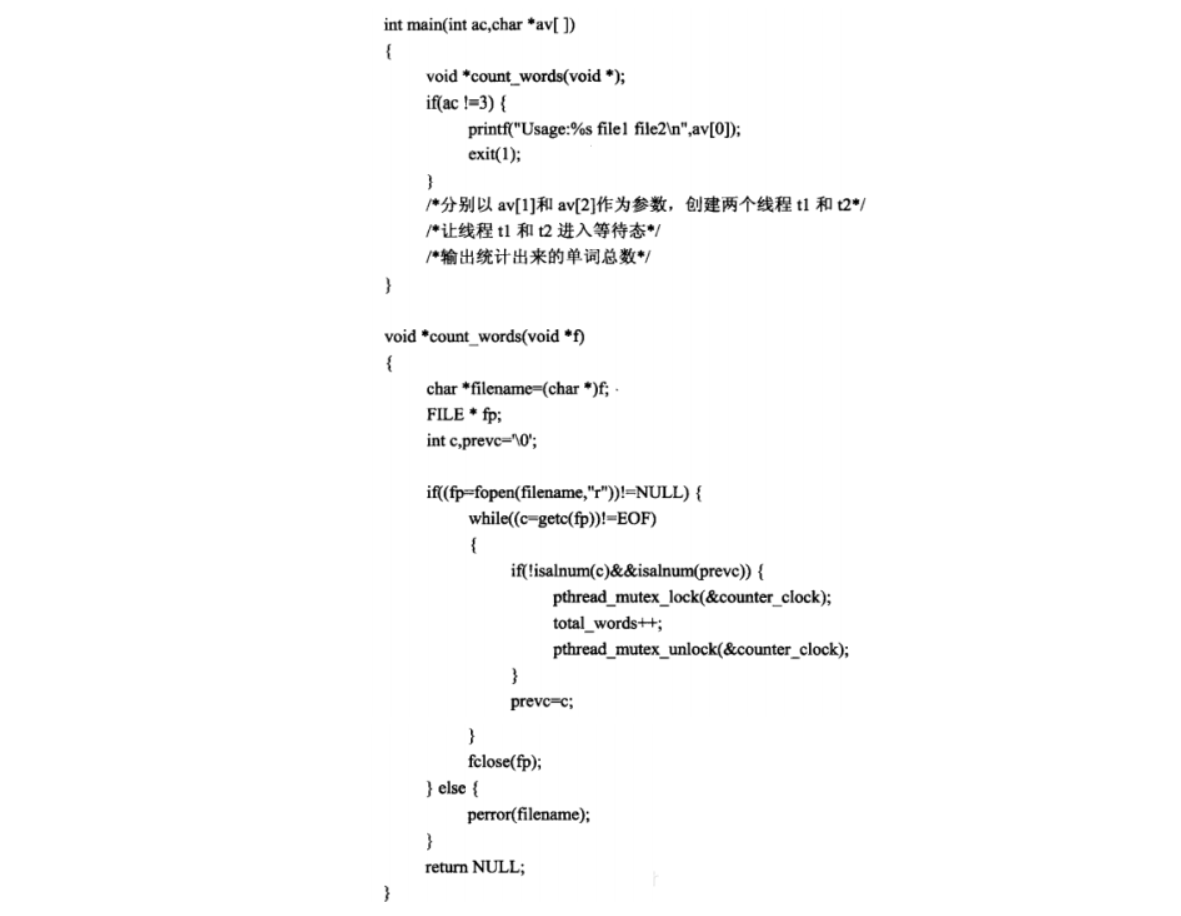 int main(int ac,char *av[ ])
{
void *count_words(void *);
if(ac !=3) {
printf("Usage:%s file1 file2\n",av[0]);
exit(1);
}
/*分别以 av[1]和 av[2]作为参数，创建两个线程 t1 和 t2*/
/*让线程 t1 和 t2 进入等待态*/
/*输出统计出来的单词总数*/
}
void *count_words(void *f)
{
char *filename=(char *)f;
FILE * fp;
int c,prevc='\0';
if((fp=fopen(filename,"r"))!=NULL) {
while((c=getc(fp))!=EOF)
{
if(!isalnum(c)&&isalnum(prevc)) {
pthread_mutex_lock(&counter_clock);
total_words++;
pthread_mutex_unlock(&counter_clock);
}
prevc=c;
}
fclose(fp);
} else {
perror(filename);
}
return NULL;
}